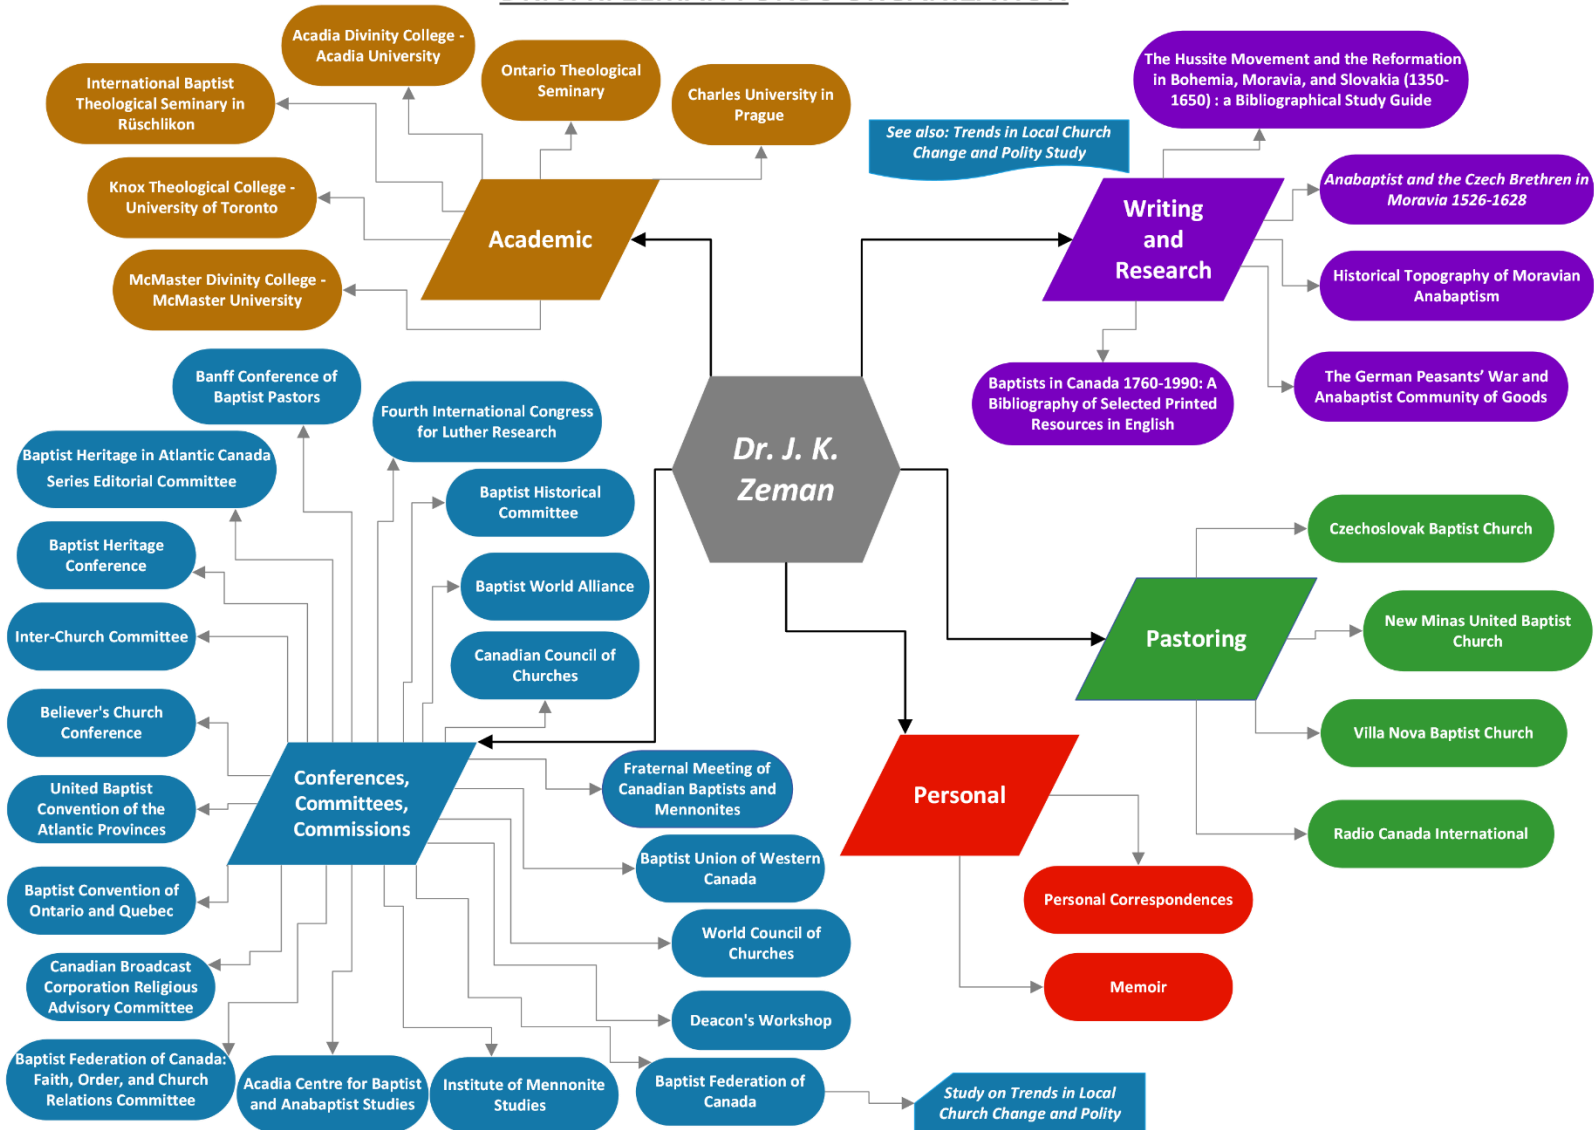 Acadia Divinity College -
Acadia University
International Baptist
Theological Seminary in
Rüschlikon
Ontario Theological
Seminary
Charles University in
Prague
Knox Theological College -
University of Toronto
McMaster Divinity College -
McMaster University
Academic
See also: Trends in Local Church
Change and Polity Study
The Hussite Movement and the Reformation
in Bohemia, Moravia, and Slovakia (1350-
1650) : a Bibliographical Study Guide
Anabaptist and the Czech Brethren in
Moravia 1526-1628
Writing
and
Research
Historical Topography of Moravian
Anabaptism
The German Peasants' War and
Anabaptist Community of Goods
Baptists in Canada 1760-1990: A
Bibliography of Selected Printed
Resources in English
Dr. J. K.
Zeman
Banff Conference of
Baptist Pastors
Fourth International Congress
for Luther Research
Baptist Heritage in Atlantic Canada
Series Editorial Committee
Baptist Historical
Committee
Baptist Heritage
Conference
Baptist World Alliance
Inter-Church Committee
Canadian Council of
Churches
Believer's Church
Conference
Conferences,
Committees,
Commissions
United Baptist
Convention of the
Atlantic Provinces
Fraternal Meeting of
Canadian Baptists and
Mennonites
Baptist Convention of
Ontario and Quebec
Baptist Union of Western
Canada
Canadian Broadcast
Corporation Religious
Advisory Committee
World Council of
Churches
Deacon's Workshop
Baptist Federation of Canada:
Faith, Order, and Church
Relations Committee
Acadia Centre for Baptist
and Anabaptist Studies
Institute of Mennonite
Studies
Baptist Federation of
Canada
Study on Trends in Local
Church Change and Polity
Czechoslovak Baptist Church
Pastoring
New Minas United Baptist
Church
Villa Nova Baptist Church
Radio Canada International
Personal
Personal Correspondences
Memoir